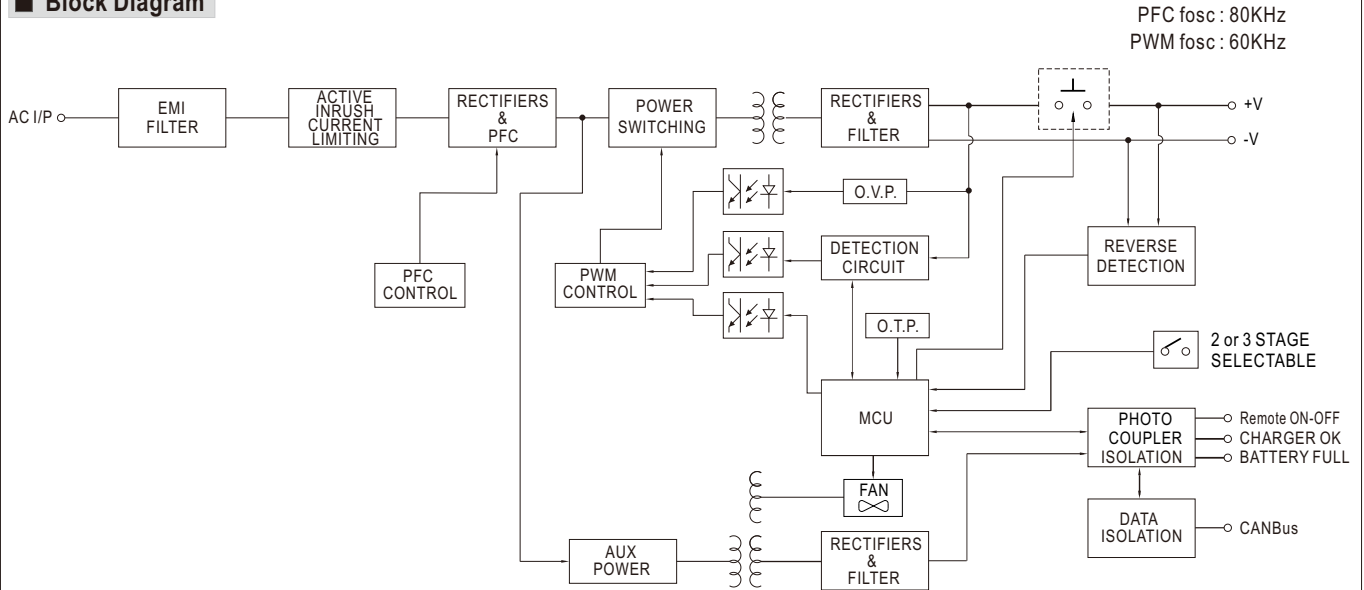 ■ Block Diagram
PFC fosc : 80KHz
PWM fosc : 60KHz
AC I/P
EMI
FILTER
ACTIVE
INRUSH
CURRENT
LIMITING
RECTIFIERS
&
PFC
POWER
SWITCHING
RECTIFIERS
&
FILTER
+V
-V
O.V.P.
DETECTION
CIRCUIT
REVERSE
DETECTION
PFC
CONTROL
PWM
CONTROL
O.T.P.
2 or 3 STAGE
SELECTABLE
MCU
PHOTO
COUPLER
ISOLATION
Remote ON-OFF
CHARGER OK
BATTERY FULL
FAN
DATA
ISOLATION
CANBus
AUX
POWER
RECTIFIERS
&
FILTER